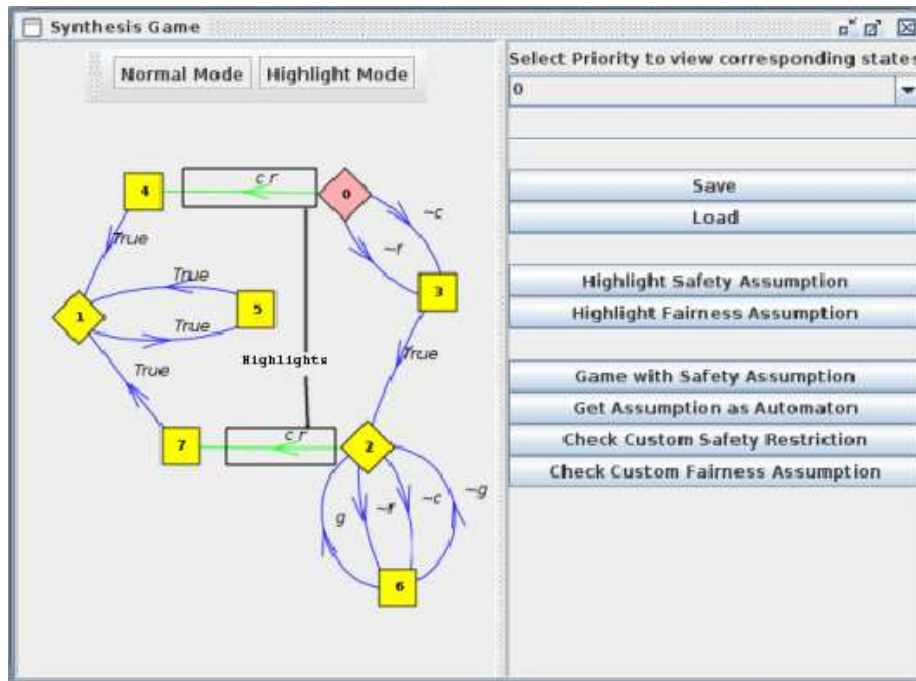 Synthesis Game
Normal Mode Highlight Mode
Select Priority to view corresponding states
0
Save
Load
Highlight Safety Assumption
Highlight Fairness Assumption
Game with Safety Assumption
Get Assumption as Automaton
Check Custom Safety Restriction
Check Custom Fairness Assumption
4
c r
0
~c
~r
True
3
True
5
1
True
True
Highlights
True
7
c r
2
g
~r
~c
~g
6